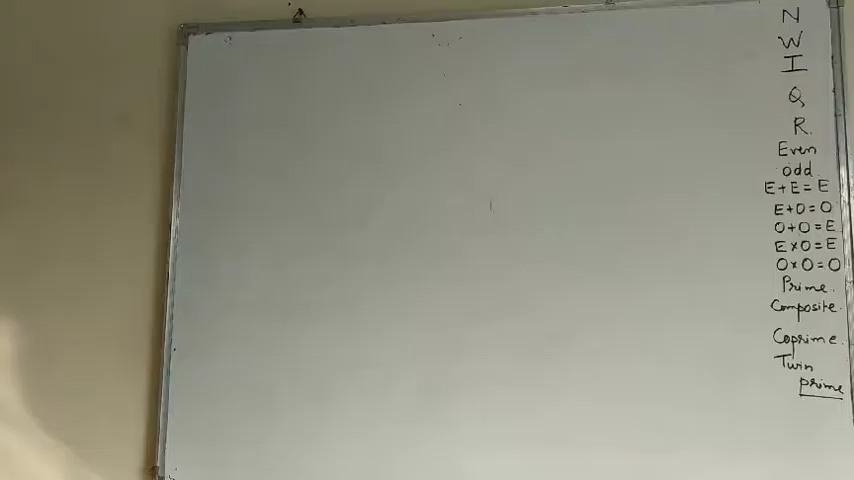 N
W
I
Q
R.
Even
odd.
E+E=E
E+O=O
O+O=E
E×O=E
O×O=O
Prime.
Composite.
Coprime.
Twin
prime